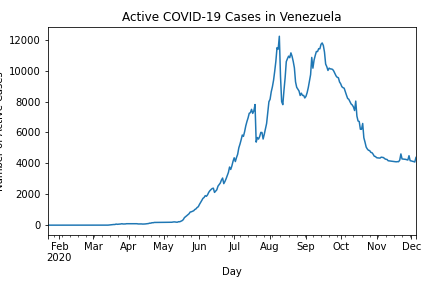 Active COVID-19 Cases in Venezuela
Number of Active Cases
12000
10000
8000
6000
4000
2000
0
Feb Mar Apr May Jun Jul Aug Sep Oct Nov Dec
2020
Day